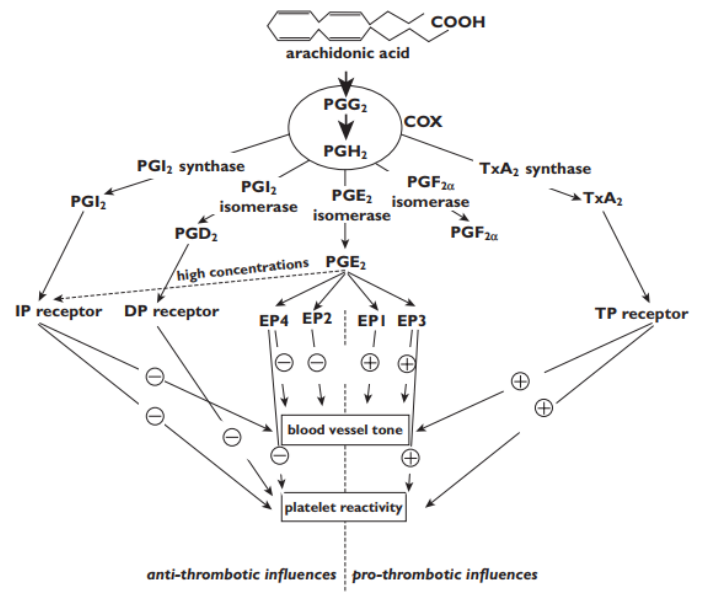 COOH
arachidonic acid
PGG₂
COX
PGH₂
PGI₂ synthase
TxA₂ synthase
PGI₂
isomerase
PGE₂
isomerase
PGF₂α
isomerase
PGI₂
TxA₂
PGD₂
PGF₂α
high concentrations
PGE₂
IP receptor
DP receptor
EP4
EP2
EP1
EP3
TP receptor
−
−
+
+
−
+
−
+
blood vessel tone
−
−
+
platelet reactivity
anti-thrombotic influences
pro-thrombotic influences